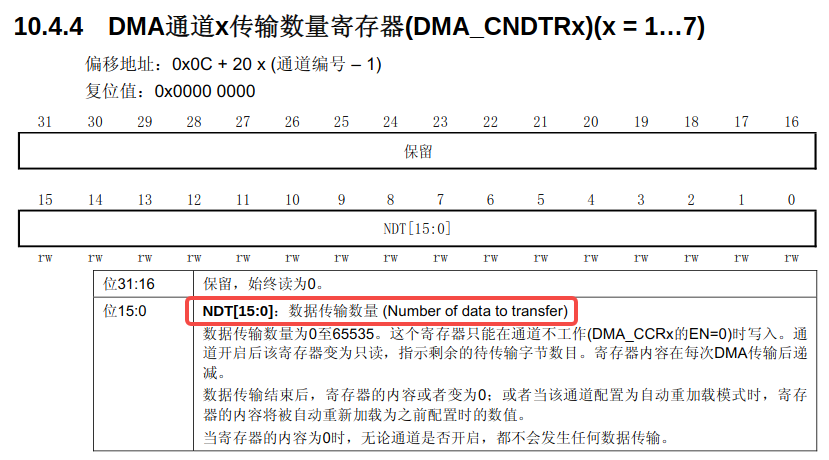 10.4.4 DMA通道x传输数量寄存器(DMA_CNDTRx)(x = 1…7)
偏移地址：0x0C + 20 x (通道编号 – 1)
复位值：0x0000 0000
31 30 29 28 27 26 25 24 23 22 21 20 19 18 17 16
保留
15 14 13 12 11 10 9 8 7 6 5 4 3 2 1 0
NDT[15:0]
rw rw rw rw rw rw rw rw rw rw rw rw rw rw rw rw
位31:16 保留，始终读为0。
位15:0 NDT[15:0]：数据传输数量 (Number of data to transfer)
数据传输数量为0至65535。这个寄存器只能在通道不工作(DMA_CCRx的EN=0)时写入。通
道开启后该寄存器变为只读，指示剩余的待传输字节数目。寄存器内容在每次DMA传输后递
减。
数据传输结束后，寄存器的内容或者变为0；或者当该通道配置为自动重加载模式时，寄存
器的内容将被自动重新加载为之前配置时的数值。
当寄存器的内容为0时，无论通道是否开启，都不会发生任何数据传输。